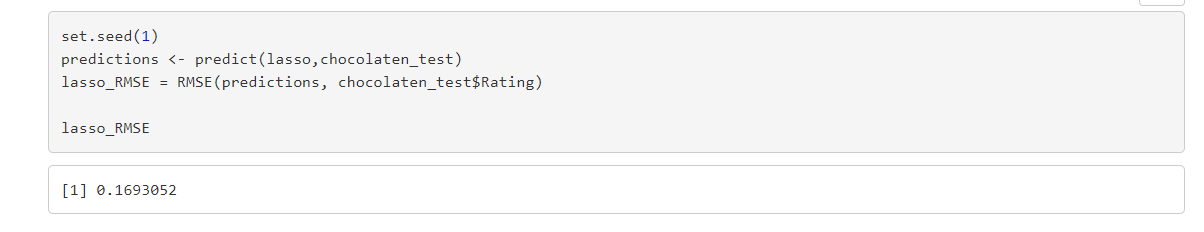 set.seed(1)
predictions <- predict(lasso,chocolaten_test)
lasso_RMSE = RMSE(predictions, chocolaten_test$Rating)
lasso_RMSE
[1] 0.1693052